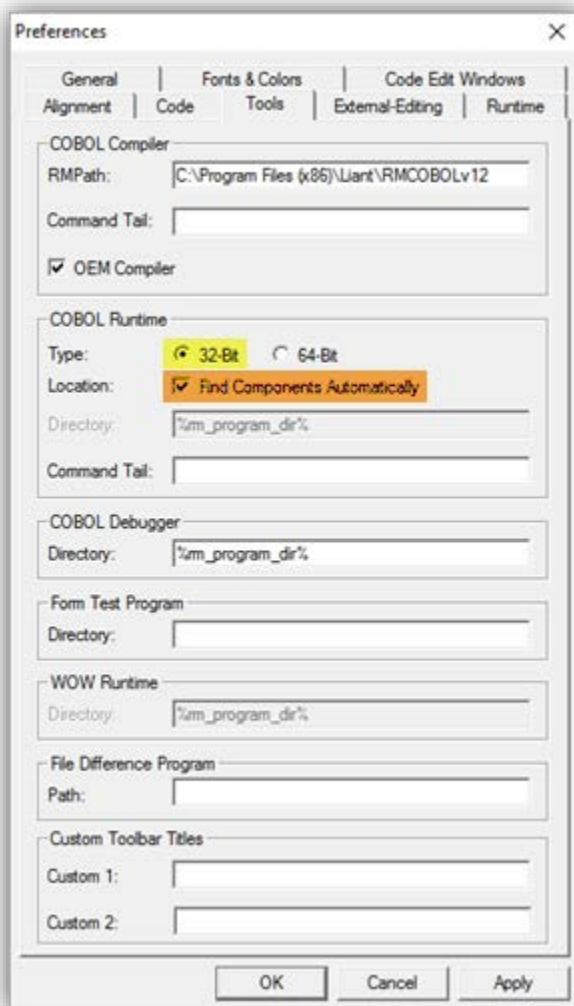 Preferences
General Fonts & Colors Code Edit Windows
Alignment Code Tools External-Editing Runtime
COBOL Compiler
RMPath: C:\Program Files (x86)\Liant\RMCOBOLv12
Command Tail:
OEM Compiler
COBOL Runtime
Type: 32-Bit 64-Bit
Location: Find Components Automatically
Directory: %rm_program_dir%
Command Tail:
COBOL Debugger
Directory: %rm_program_dir%
Form Test Program
Directory:
WOW Runtime
Directory: %rm_program_dir%
File Difference Program
Path:
Custom Toolbar Titles
Custom 1:
Custom 2:
OK Cancel Apply